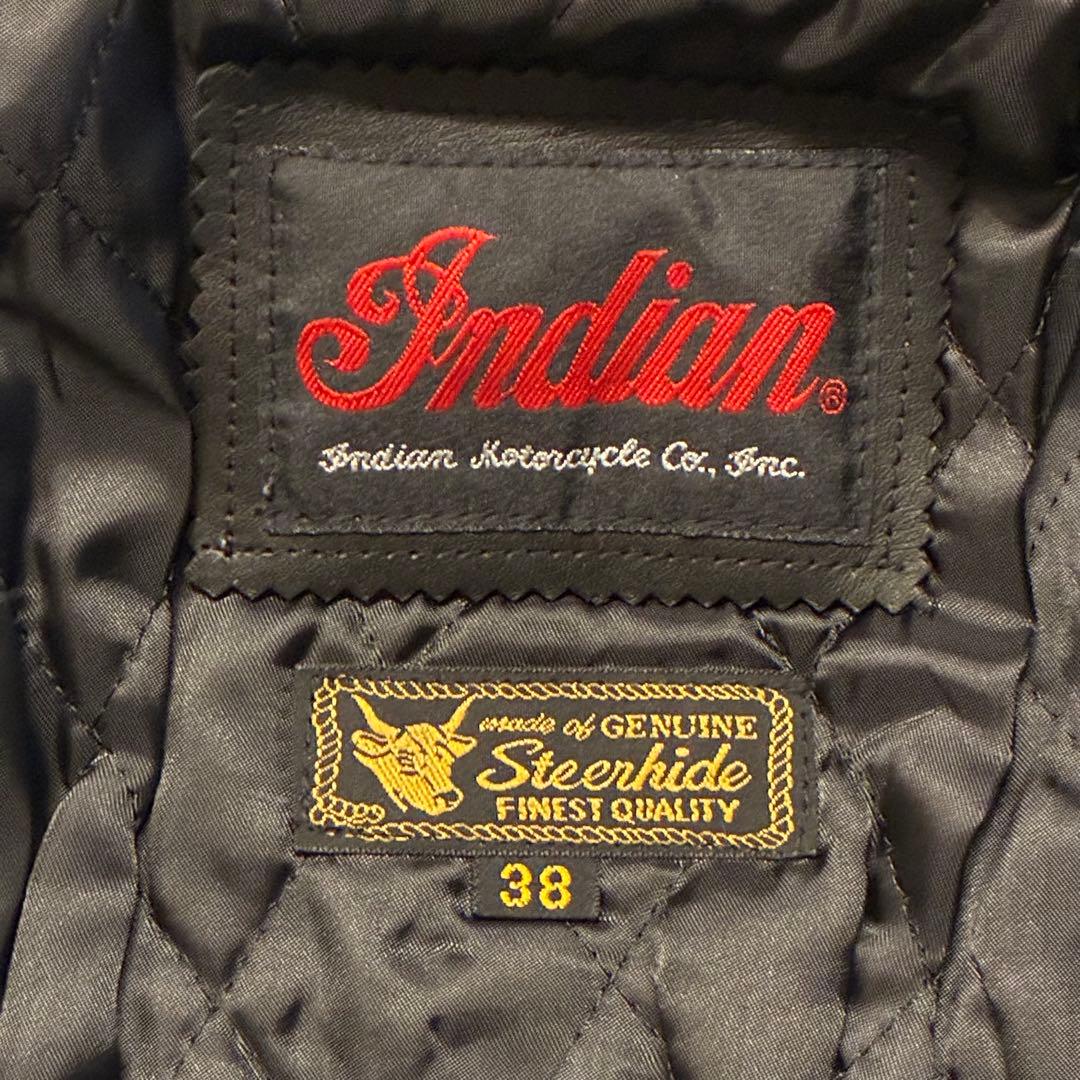 Indian®
Indian Motorcycle Co., Inc.
made of GENUINE
Steerhide
FINEST QUALITY
38